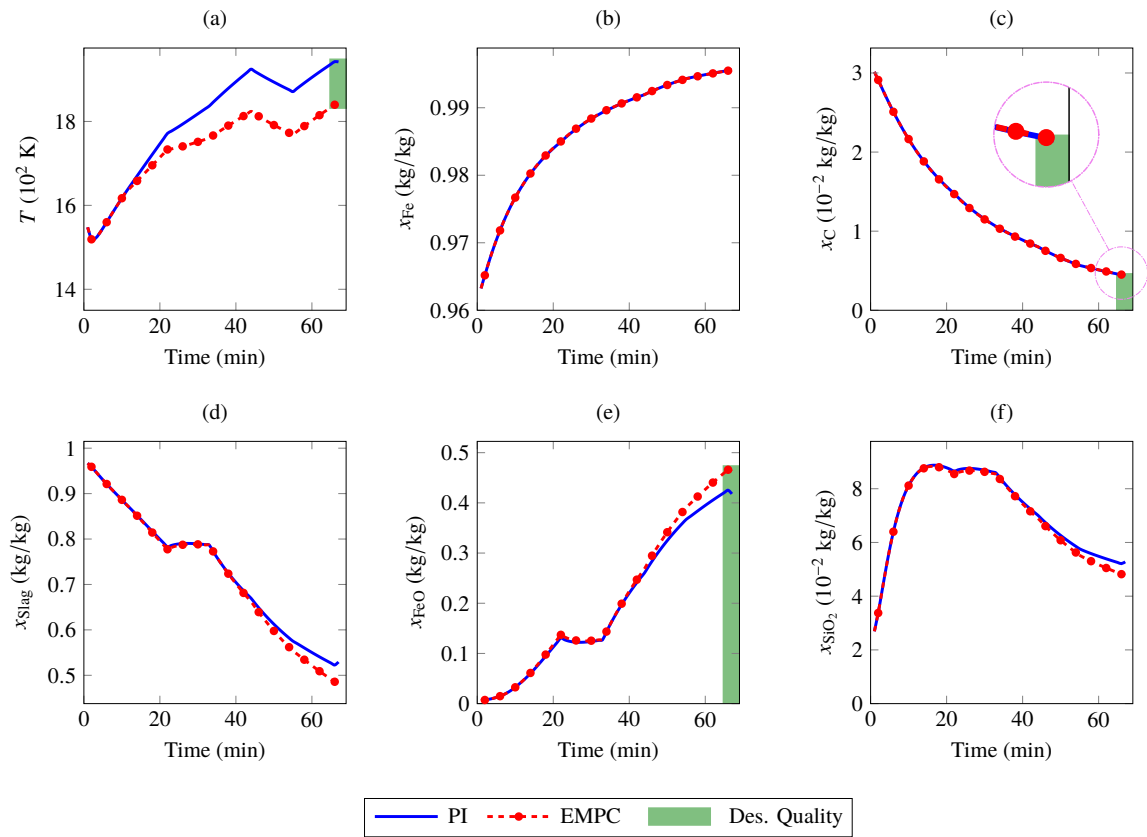 (a)
(b)
(c)
T (10² K)
18
16
14
0
20
40
60
Time (min)
x_Fe (kg/kg)
0.99
0.98
0.97
0.96
0
20
40
60
Time (min)
x_C (10⁻² kg/kg)
3
2
1
0
0
20
40
60
Time (min)
(d)
(e)
(f)
x_Slag (kg/kg)
1
0.9
0.8
0.7
0.6
0.5
0
20
40
60
Time (min)
x_FeO (kg/kg)
0.5
0.4
0.3
0.2
0.1
0
0
20
40
60
Time (min)
x_SiO₂ (10⁻² kg/kg)
8
6
4
2
0
0
20
40
60
Time (min)
PI
EMPC
Des. Quality